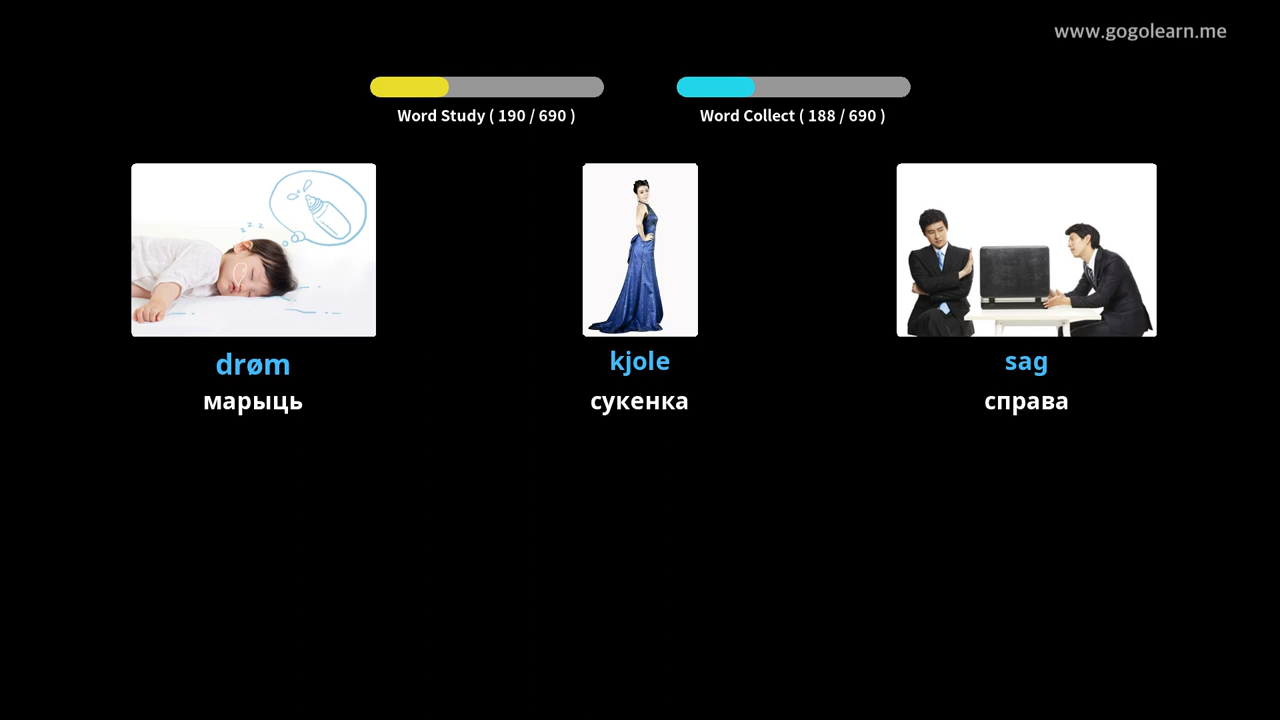 www.gogolearn.me
Word Study ( 190 / 690 )
Word Collect ( 188 / 690 )
z z z
drøm
kjole
sag
марыць
сукенка
справа